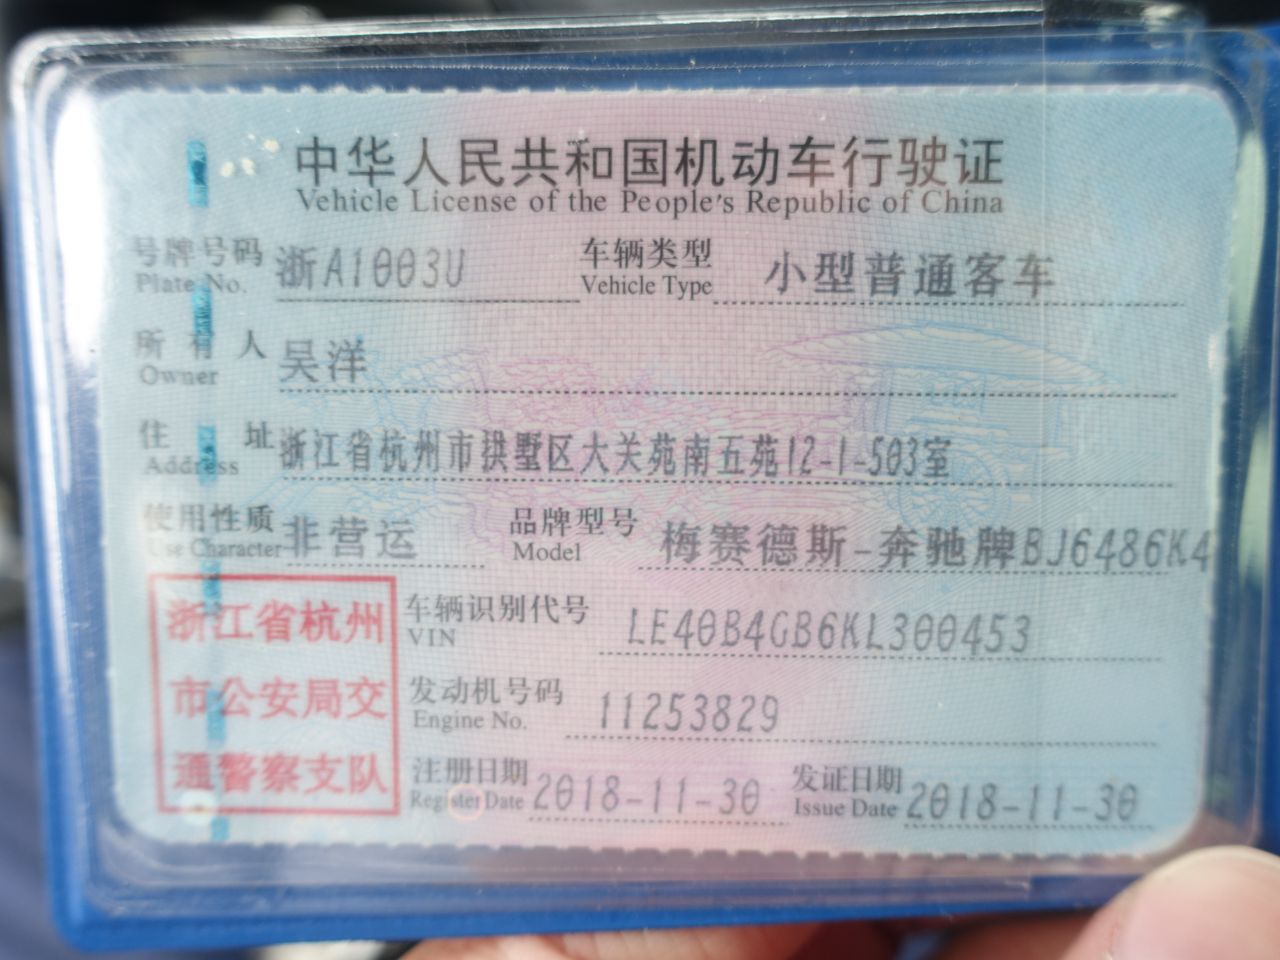 中华人民共和国机动车行驶证
Vehicle License of the People's Republic of China
号牌号码 浙A1003U 车辆类型 小型普通客车
Plate No. Vehicle Type
所有人 吴洋
Owner
住址 浙江省杭州市拱墅区大关苑南五苑12-1-503室
Address
使用性质 非营运 品牌型号 梅赛德斯-奔驰牌BJ6486K4
Use Character Model
浙江省杭州
市公安局交
通警察支队
车辆识别代号 LE40B4GB6KL300453
VIN
发动机号码 11253829
Engine No.
注册日期 2018-11-30 发证日期 2018-11-30
Register Date Issue Date